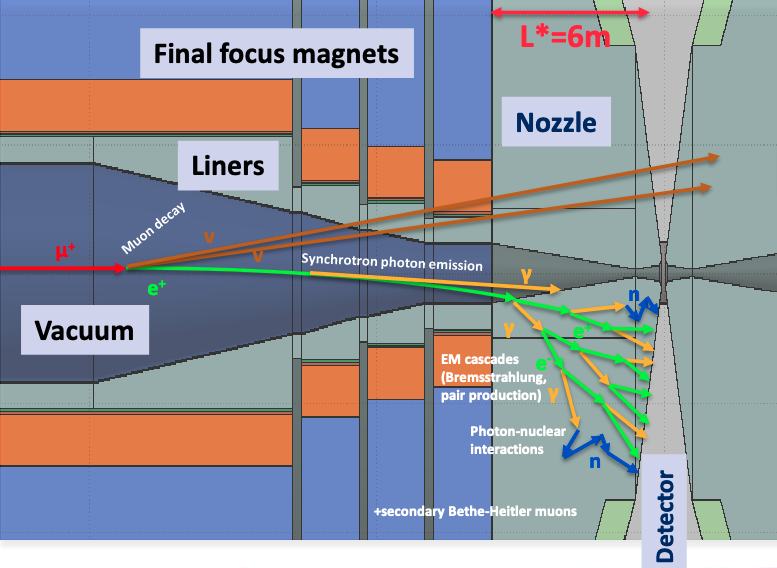 L*=6m
Final focus magnets
Nozzle
Liners
Muon decay
ν
ν
μ+
Synchrotron photon emission
γ
e+
n
Vacuum
γ
e+
EM cascades
(Bremsstrahlung,
pair production)
e-
γ
Photon-nuclear
interactions
n
Detector
+secondary Bethe-Heitler muons